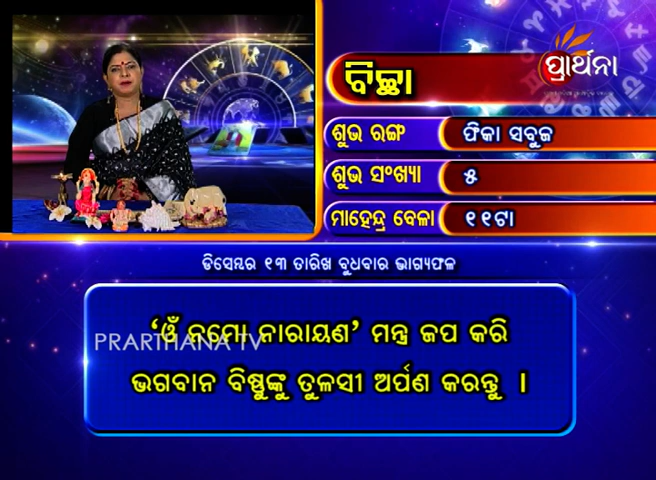 ବିଚ୍ଛା
ପ୍ରାର୍ଥନା
ଶୁଭ ରଙ୍ଗ ଫିକା ସବୁଜ
ଶୁଭ ସଂଖ୍ୟା ୫
ମାହେନ୍ଦ୍ର ବେଳା ୧୧ଟା
ଡିସେମ୍ବର ୧୩ ତାରିଖ ବୁଧବାର ଭାଗ୍ୟଫଳ
‘ଓଁ ନମୋ ନାରାୟଣ’ ମନ୍ତ୍ର ଜପ କରି
PRARTHANA TV
ଭଗବାନ ବିଷ୍ଣୁଙ୍କୁ ତୁଳସୀ ଅର୍ପଣ କରନ୍ତୁ ।